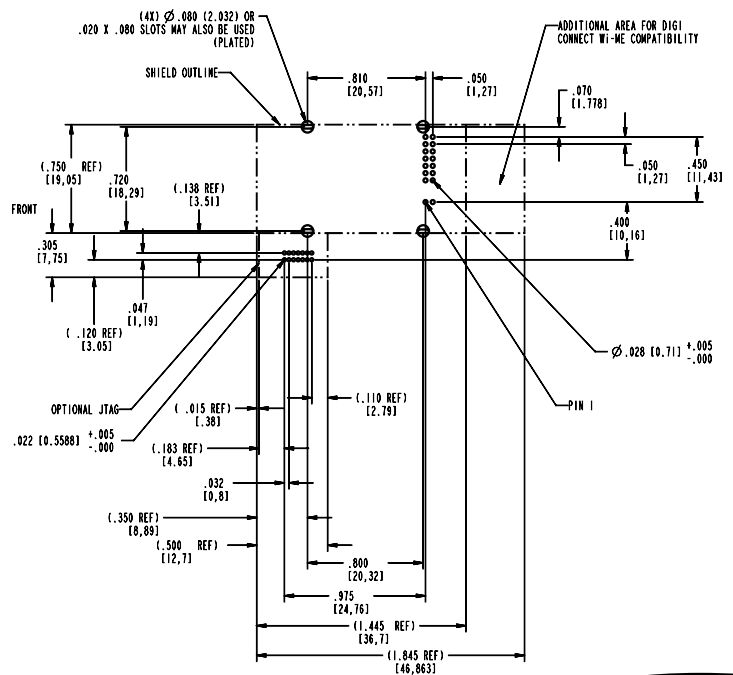 (4X) Ø.080 (2.032) OR
.020 X .080 SLOTS MAY ALSO BE USED
(PLATED)
ADDITIONAL AREA FOR DIGI
CONNECT Wi-ME COMPATIBILITY
SHIELD OUTLINE
.810
[20,57]
.050
[1,27]
.070
[1.778]
(.750 REF)
[19,05]
.720
[18,29]
(.138 REF)
[3.51]
.050
[1,27]
.450
[11,43]
FRONT
.400
[10,16]
.305
[7,75]
.047
[1,19]
(.120 REF)
[3.05]
Ø.028 [0.71] +.005
-.000
OPTIONAL JTAG
(.015 REF)
[.38]
(.110 REF)
[2.79]
PIN 1
.022 [0.5588] +.005
-.000
(.183 REF)
[4.65]
.032
[0,8]
(.350 REF)
[8,89]
(.500 REF)
[12,7]
.800
[20,32]
.975
[24,76]
(1.445 REF)
[36,7]
(1.845 REF)
[46,863]